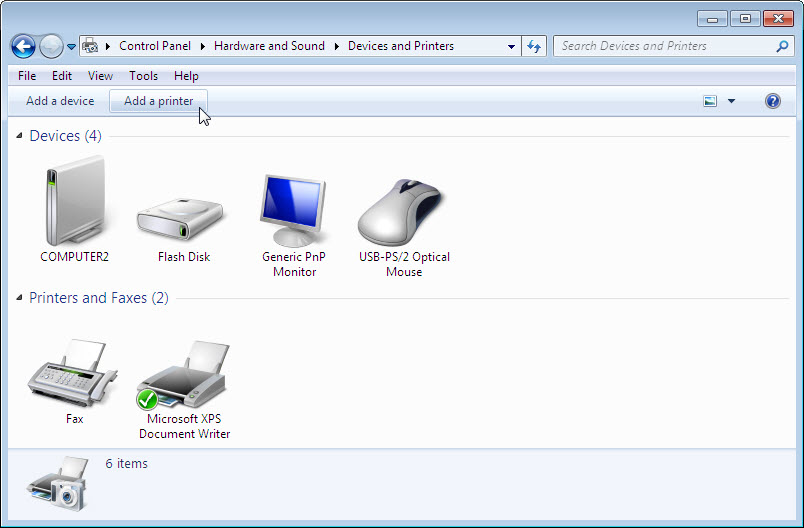 Control Panel Hardware and Sound Devices and Printers Search Devices and Printers
File Edit View Tools Help
Add a device Add a printer
Devices (4)
COMPUTER2 Flash Disk Generic PnP USB-PS/2 Optical
Monitor Mouse
Printers and Faxes (2)
Fax Microsoft XPS
Document Writer
6 items